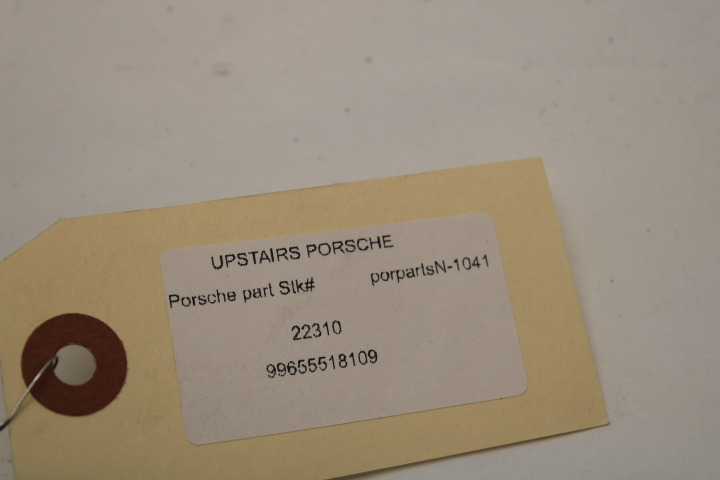 UPSTAIRS PORSCHE
Porsche part Stk# porpartsN-1041
22310
99655518109